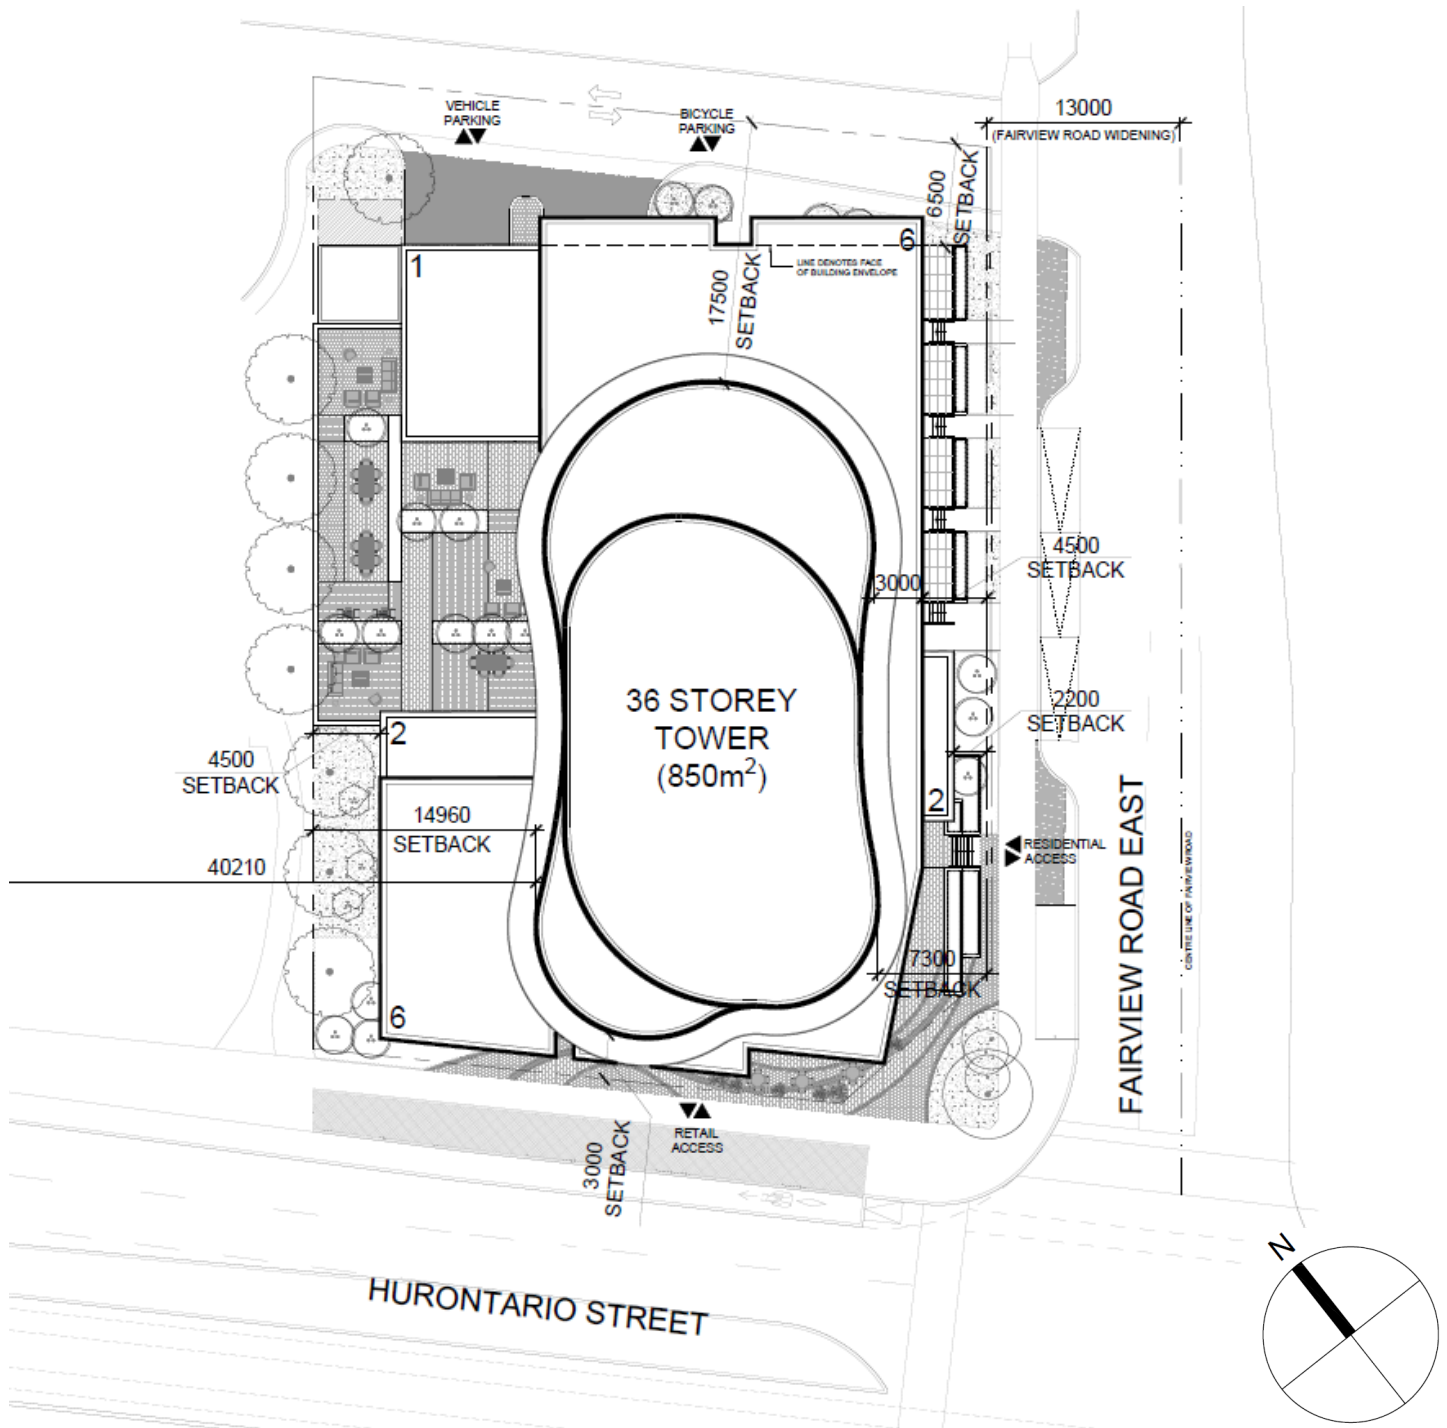 VEHICLE
PARKING
BICYCLE
PARKING
13000
(FAIRVIEW ROAD WIDENING)
6500
SETBACK
6
1
LINE DENOTES FACE
OF BUILDING ENVELOPE
17500
SETBACK
4500
SETBACK
3000
36 STOREY
TOWER
(850m²)
2200
SETBACK
2
4500
SETBACK
2
14960
SETBACK
40210
RESIDENTIAL
ACCESS
FAIRVIEW ROAD EAST
CENTRE LINE OF FAIRVIEW ROAD
7300
SETBACK
6
RETAIL
ACCESS
3000
SETBACK
HURONTARIO STREET
N